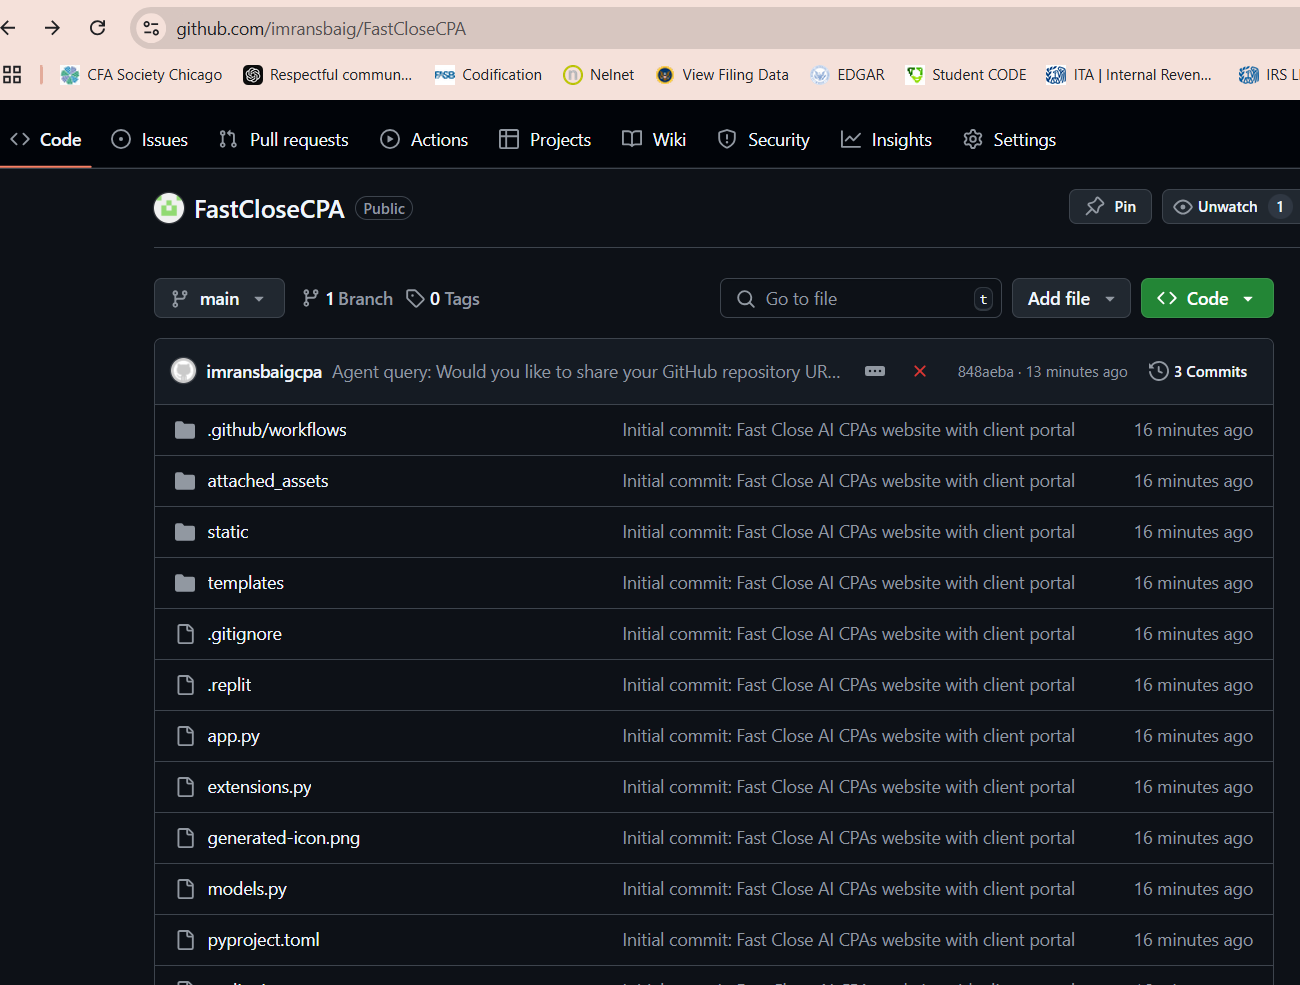 github.com/imransbaig/FastCloseCPA
CFA Society Chicago Respectful commun... FASB Codification Nelnet View Filing Data EDGAR Student CODE ITA | Internal Reven... IRS
Code Issues Pull requests Actions Projects Wiki Security Insights Settings
FastCloseCPA Public Pin Unwatch 1
main 1 Branch 0 Tags Go to file t Add file Code
imransbaigcpa Agent query: Would you like to share your GitHub repository UR... 848aeba · 13 minutes ago 3 Commits
.github/workflows Initial commit: Fast Close AI CPAs website with client portal 16 minutes ago
attached_assets Initial commit: Fast Close AI CPAs website with client portal 16 minutes ago
static Initial commit: Fast Close AI CPAs website with client portal 16 minutes ago
templates Initial commit: Fast Close AI CPAs website with client portal 16 minutes ago
.gitignore Initial commit: Fast Close AI CPAs website with client portal 16 minutes ago
.replit Initial commit: Fast Close AI CPAs website with client portal 16 minutes ago
app.py Initial commit: Fast Close AI CPAs website with client portal 16 minutes ago
extensions.py Initial commit: Fast Close AI CPAs website with client portal 16 minutes ago
generated-icon.png Initial commit: Fast Close AI CPAs website with client portal 16 minutes ago
models.py Initial commit: Fast Close AI CPAs website with client portal 16 minutes ago
pyproject.toml Initial commit: Fast Close AI CPAs website with client portal 16 minutes ago